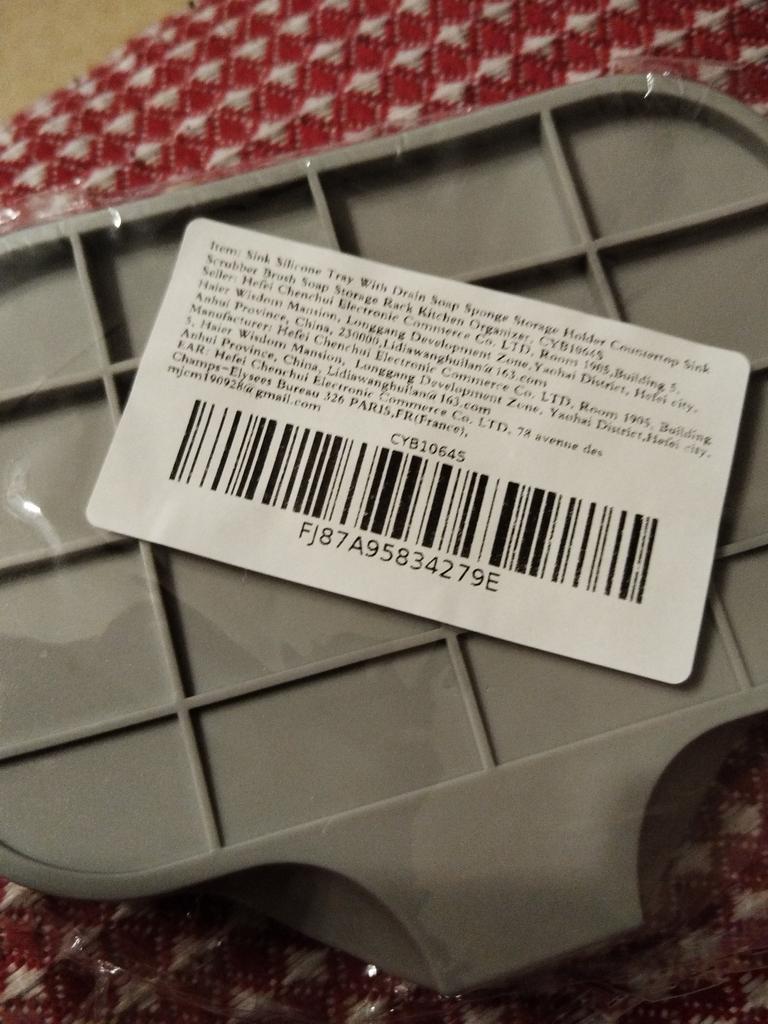 Item: Sink Silicone Tray With Drain Soap Sponge Storage Holder Countertop Sink
Scrubber Brush Soap Storage Rack Kitchen Organizer, CYB1064S
Seller: Hefei Chenchui Electronic Commerce Co. LTD, Room 1905,Building 5,
Haier Wisdom Mansion, Longgang Development Zone,Yaohai District, Hefei city,
Anhui Province, China, 230000,Lidiawanghuilan@163.com
Manufacturer: Hefei Chenchui Electronic Commerce Co. LTD, Room 1905, Building
5, Haier Wisdom Mansion, Longgang Development Zone, Yaohai District,Hefei city,
Anhui Province, China, Lidiawanghuilan@163.com
EAR: Hefei Chenchui Electronic Commerce Co. LTD, 78 avenue des
Champs-Elysees Bureau 326 PARIS,FR(France),
mjcm190928@gmail.com
CYB1064S
FJ87A95834279E